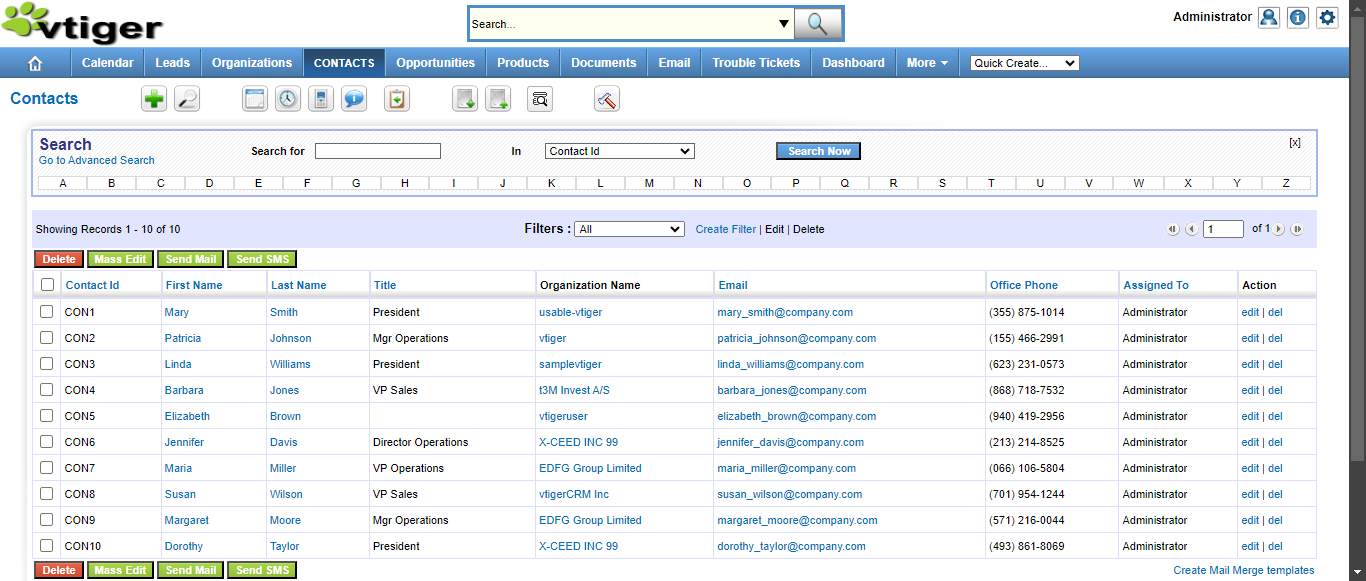 vtiger
Search...
Administrator
Calendar Leads Organizations CONTACTS Opportunities Products Documents Email Trouble Tickets Dashboard More Quick Create...
Contacts
Search
Go to Advanced Search
Search for In Contact Id Search Now [x]
A B C D E F G H I J K L M N O P Q R S T U V W X Y Z
Showing Records 1 - 10 of 10 Filters : All Create Filter | Edit | Delete 1 of 1
Delete Mass Edit Send Mail Send SMS
Contact Id First Name Last Name Title Organization Name Email Office Phone Assigned To Action
CON1 Mary Smith President usable-vtiger mary_smith@company.com (355) 875-1014 Administrator edit | del
CON2 Patricia Johnson Mgr Operations vtiger patricia_johnson@company.com (155) 466-2991 Administrator edit | del
CON3 Linda Williams President samplevtiger linda_williams@company.com (623) 231-0573 Administrator edit | del
CON4 Barbara Jones VP Sales t3M Invest A/S barbara_jones@company.com (868) 718-7532 Administrator edit | del
CON5 Elizabeth Brown vtigeruser elizabeth_brown@company.com (940) 419-2956 Administrator edit | del
CON6 Jennifer Davis Director Operations X-CEED INC 99 jennifer_davis@company.com (213) 214-8525 Administrator edit | del
CON7 Maria Miller VP Operations EDFG Group Limited maria_miller@company.com (066) 106-5804 Administrator edit | del
CON8 Susan Wilson VP Sales vtigerCRM Inc susan_wilson@company.com (701) 954-1244 Administrator edit | del
CON9 Margaret Moore Mgr Operations EDFG Group Limited margaret_moore@company.com (571) 216-0044 Administrator edit | del
CON10 Dorothy Taylor President X-CEED INC 99 dorothy_taylor@company.com (493) 861-8069 Administrator edit | del
Delete Mass Edit Send Mail Send SMS Create Mail Merge templates